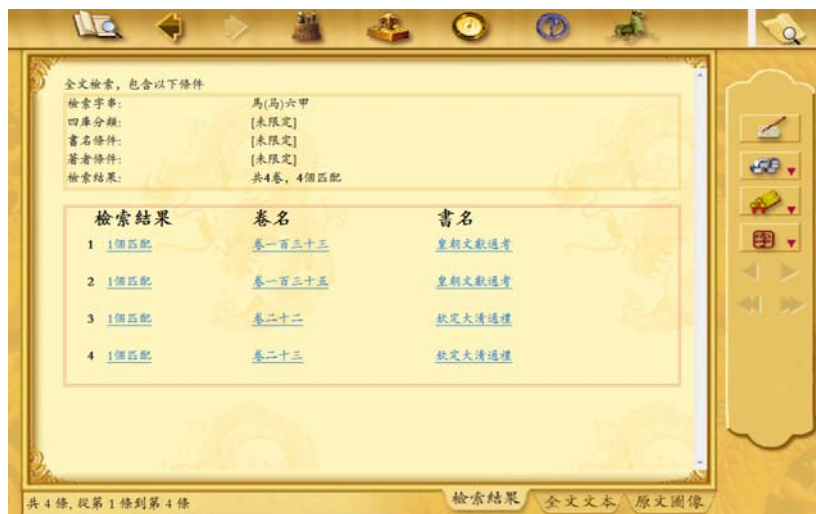 全文檢索，包含以下條件
檢索字串: 馬(马)六甲
四庫分類: [未限定]
書名條件: [未限定]
著者條件: [未限定]
檢索結果: 共4卷，4個匹配
檢索結果 卷名 書名
1 1個匹配 卷一百三十三 皇朝文獻通考
2 1個匹配 卷一百三十五 皇朝文獻通考
3 1個匹配 卷二十二 欽定大清通禮
4 1個匹配 卷二十三 欽定大清通禮
字
共 4 條, 從第 1 條到第 4 條
檢索結果 全文文本 原文圖像